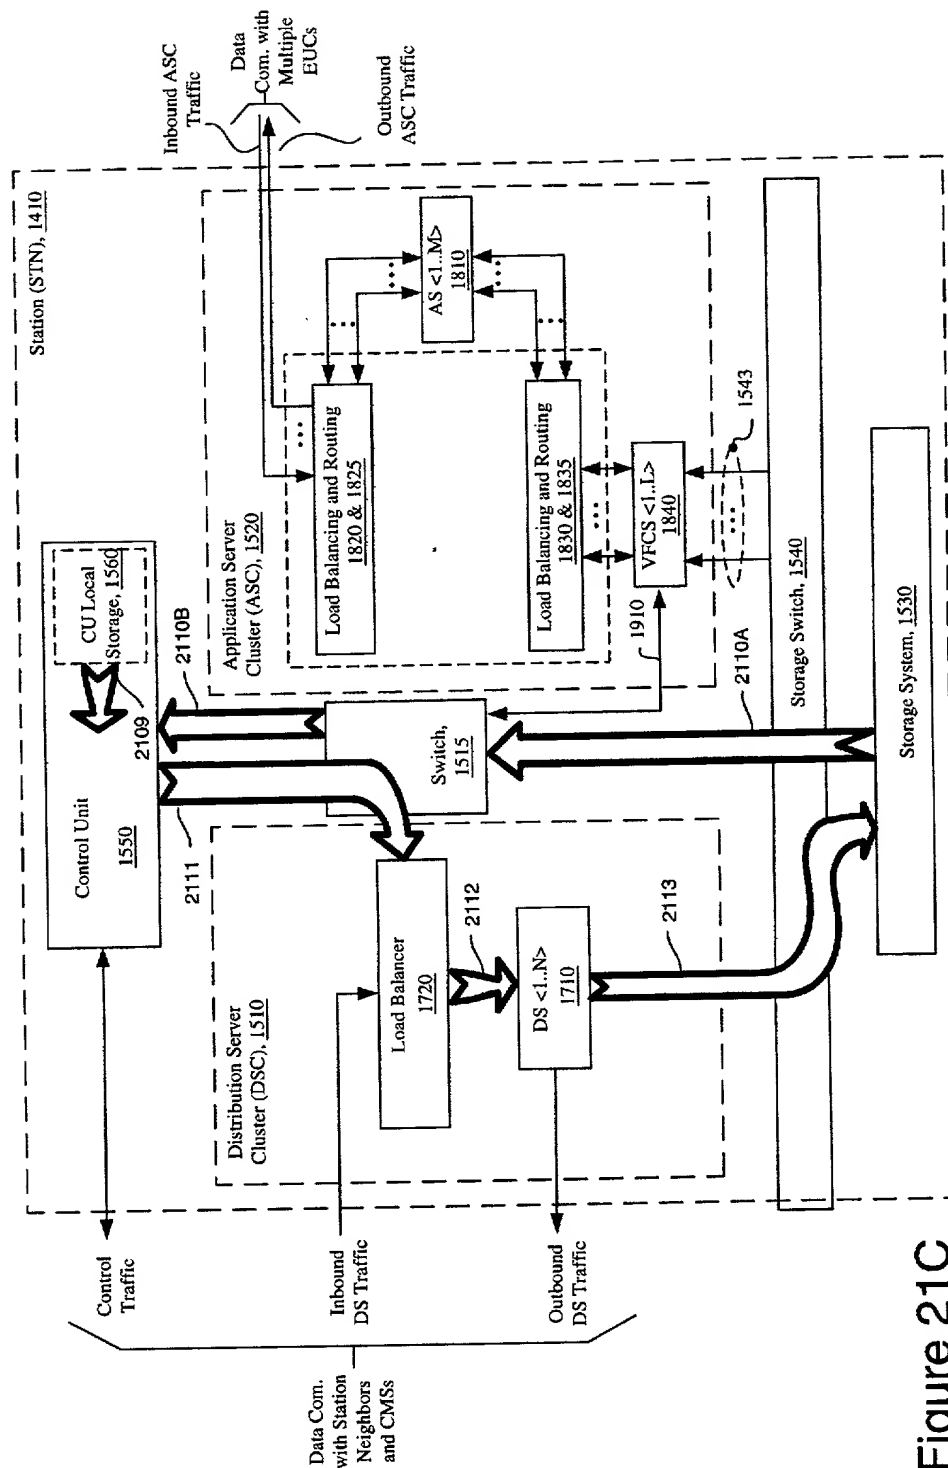 Station (STN), 1410
Control Unit
1550
CU Local
Storage, 1560
2109
2110B
2111
Control
Traffic
Data Com.
with Station
Neighbors
and CMSs
Inbound
DS Traffic
Outbound
DS Traffic
Distribution Server
Cluster (DSC), 1510
Load Balancer
1720
2112
DS <1..N>
1710
2113
Switch,
1515
Application Server
Cluster (ASC), 1520
Load Balancing and Routing
1820 & 1825
AS <1..M>
1810
Load Balancing and Routing
1830 & 1835
VFCS <1..L>
1840
1910
1543
2110A
Inbound ASC
Traffic
Data
Com. with
Multiple
EUCs
Outbound
ASC Traffic
Storage Switch, 1540
Storage System, 1530
Figure 21C